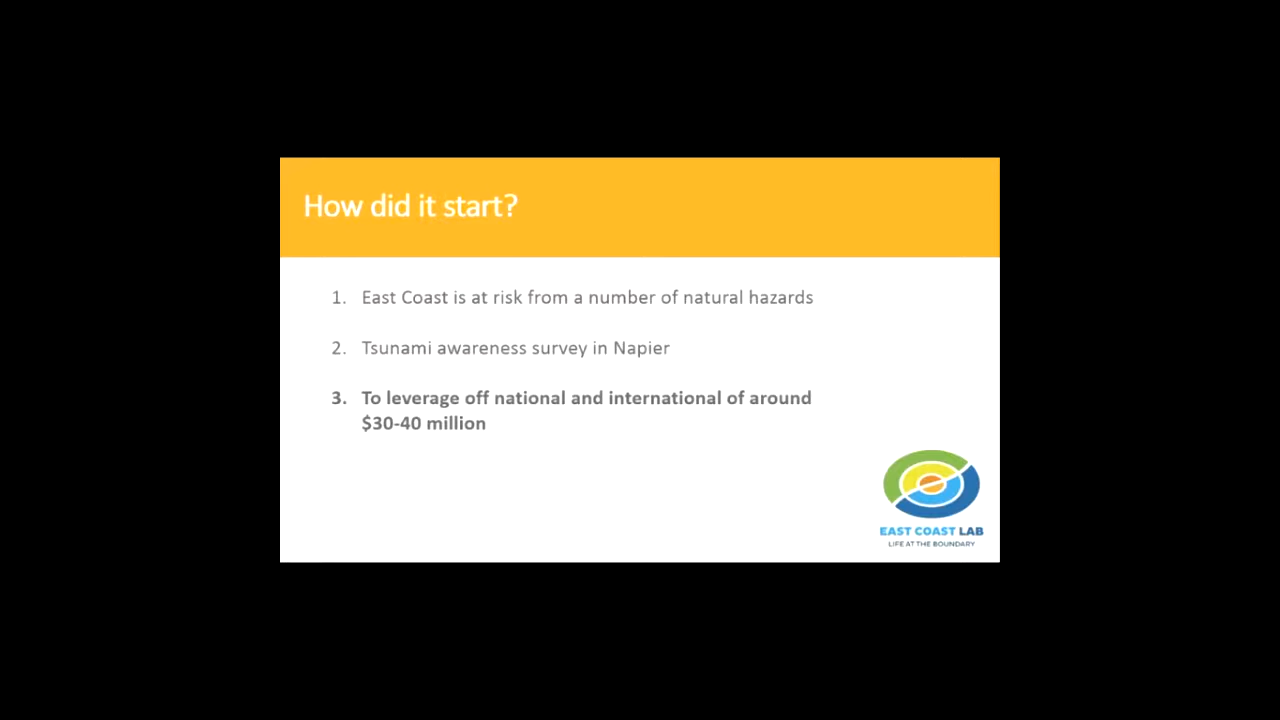 How did it start?
1. East Coast is at risk from a number of natural hazards
2. Tsunami awareness survey in Napier
3. To leverage off national and international of around
$30-40 million
EAST COAST LAB
LIFE AT THE BOUNDARY